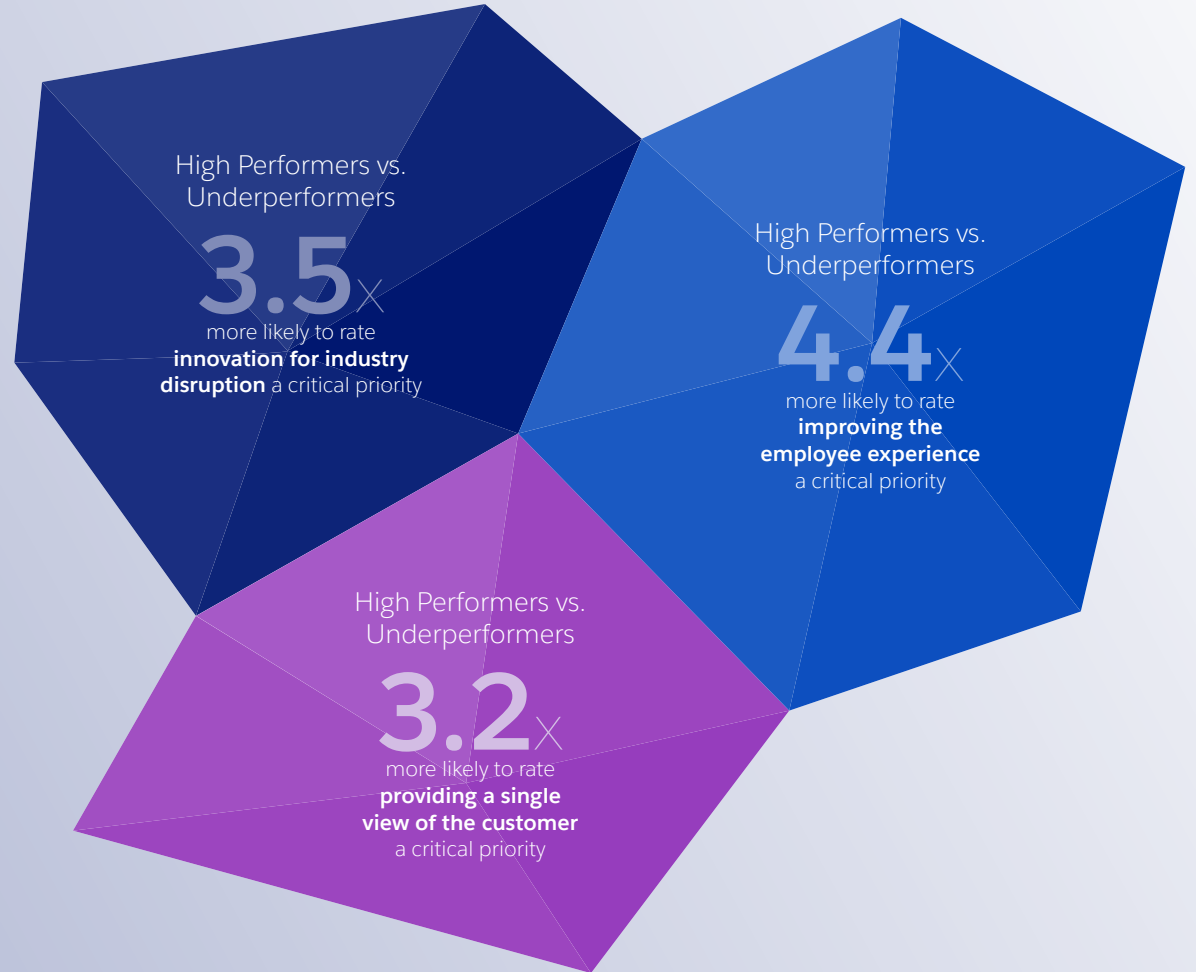 High Performers vs.
Underperformers
3.5X
more likely to rate
innovation for industry
disruption a critical priority
High Performers vs.
Underperformers
4.4X
more likely to rate
improving the
employee experience
a critical priority
High Performers vs.
Underperformers
3.2X
more likely to rate
providing a single
view of the customer
a critical priority